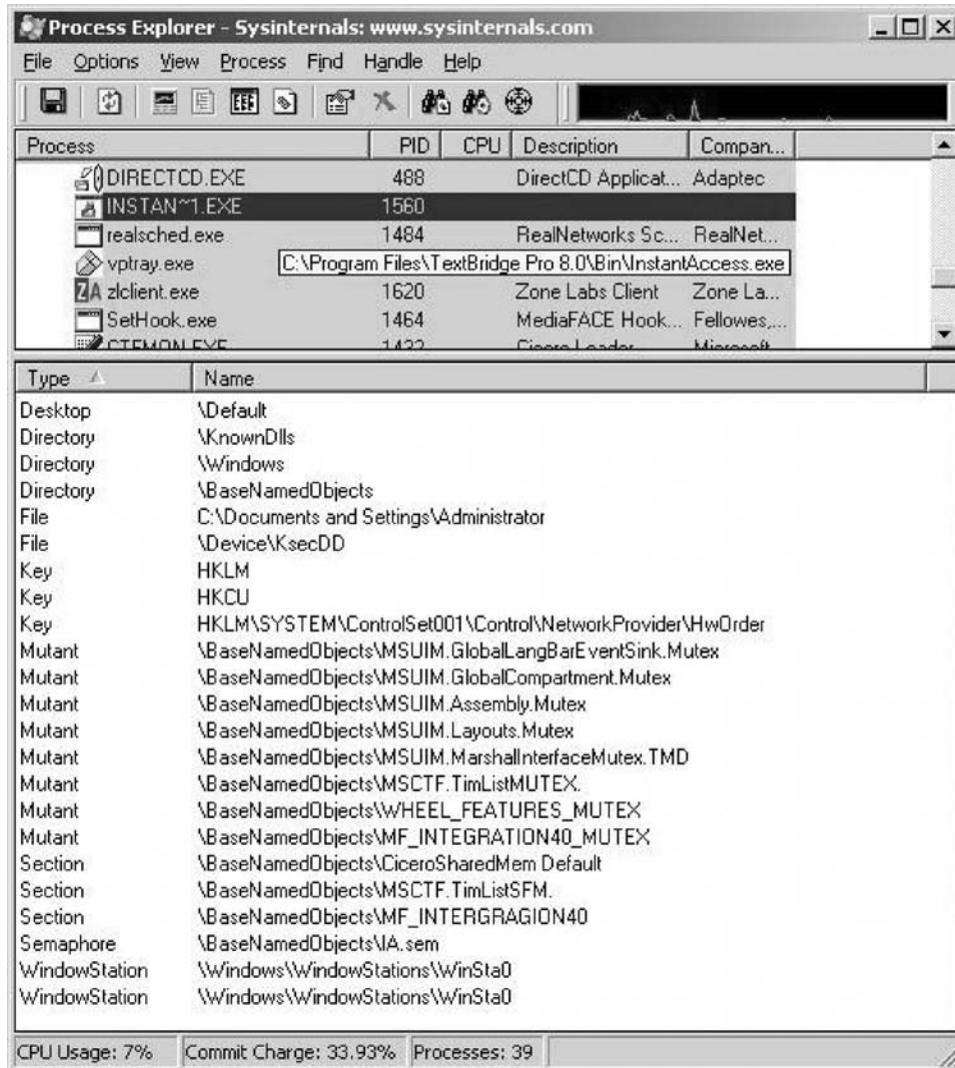 Process Explorer - Sysinternals: www.sysinternals.com
File Options View Process Find Handle Help
Process PID CPU Description Compan...
DIRECTCD.EXE 488 DirectCD Applicat... Adaptec
INSTAN~1.EXE 1560
realsched.exe 1484 RealNetworks Sc... RealNet...
vptray.exe C:\Program Files\TextBridge Pro 8.0\Bin\InstantAccess.exe
ZA zlclient.exe 1620 Zone Labs Client Zone La...
SetHook.exe 1464 MediaFACE Hook... Fellowes,...
CTFMON.EXE 1432 Cicero Loader Microsoft
Type Name
Desktop \Default
Directory \KnownDlls
Directory \Windows
Directory \BaseNamedObjects
File C:\Documents and Settings\Administrator
File \Device\KsecDD
Key HKLM
Key HKCU
Key HKLM\SYSTEM\ControlSet001\Control\NetworkProvider\HwOrder
Mutant \BaseNamedObjects\MSUIM.GlobalLangBarEventSink.Mutex
Mutant \BaseNamedObjects\MSUIM.GlobalCompartment.Mutex
Mutant \BaseNamedObjects\MSUIM.Assembly.Mutex
Mutant \BaseNamedObjects\MSUIM.Layouts.Mutex
Mutant \BaseNamedObjects\MSUIM.MarshalInterfaceMutex.TMD
Mutant \BaseNamedObjects\MSCTF.TimListMUTEX.
Mutant \BaseNamedObjects\WHEEL_FEATURES_MUTEX
Mutant \BaseNamedObjects\MF_INTEGRATION40_MUTEX
Section \BaseNamedObjects\CiceroSharedMem Default
Section \BaseNamedObjects\MSCTF.TimListSFM.
Section \BaseNamedObjects\MF_INTERGRAGION40
Semaphore \BaseNamedObjects\IA.sem
WindowStation \Windows\WindowStations\WinSta0
WindowStation \Windows\WindowStations\WinSta0
CPU Usage: 7% Commit Charge: 33.93% Processes: 39